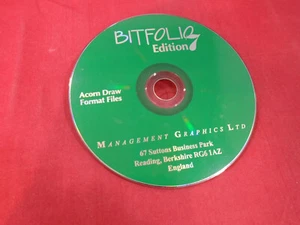 BITFOLIO 7
Edition
Acorn Draw
Format Files
MANAGEMENT GRAPHICS LTD
67 Suttons Business Park
Reading, Berkshire RG6 1AZ
England